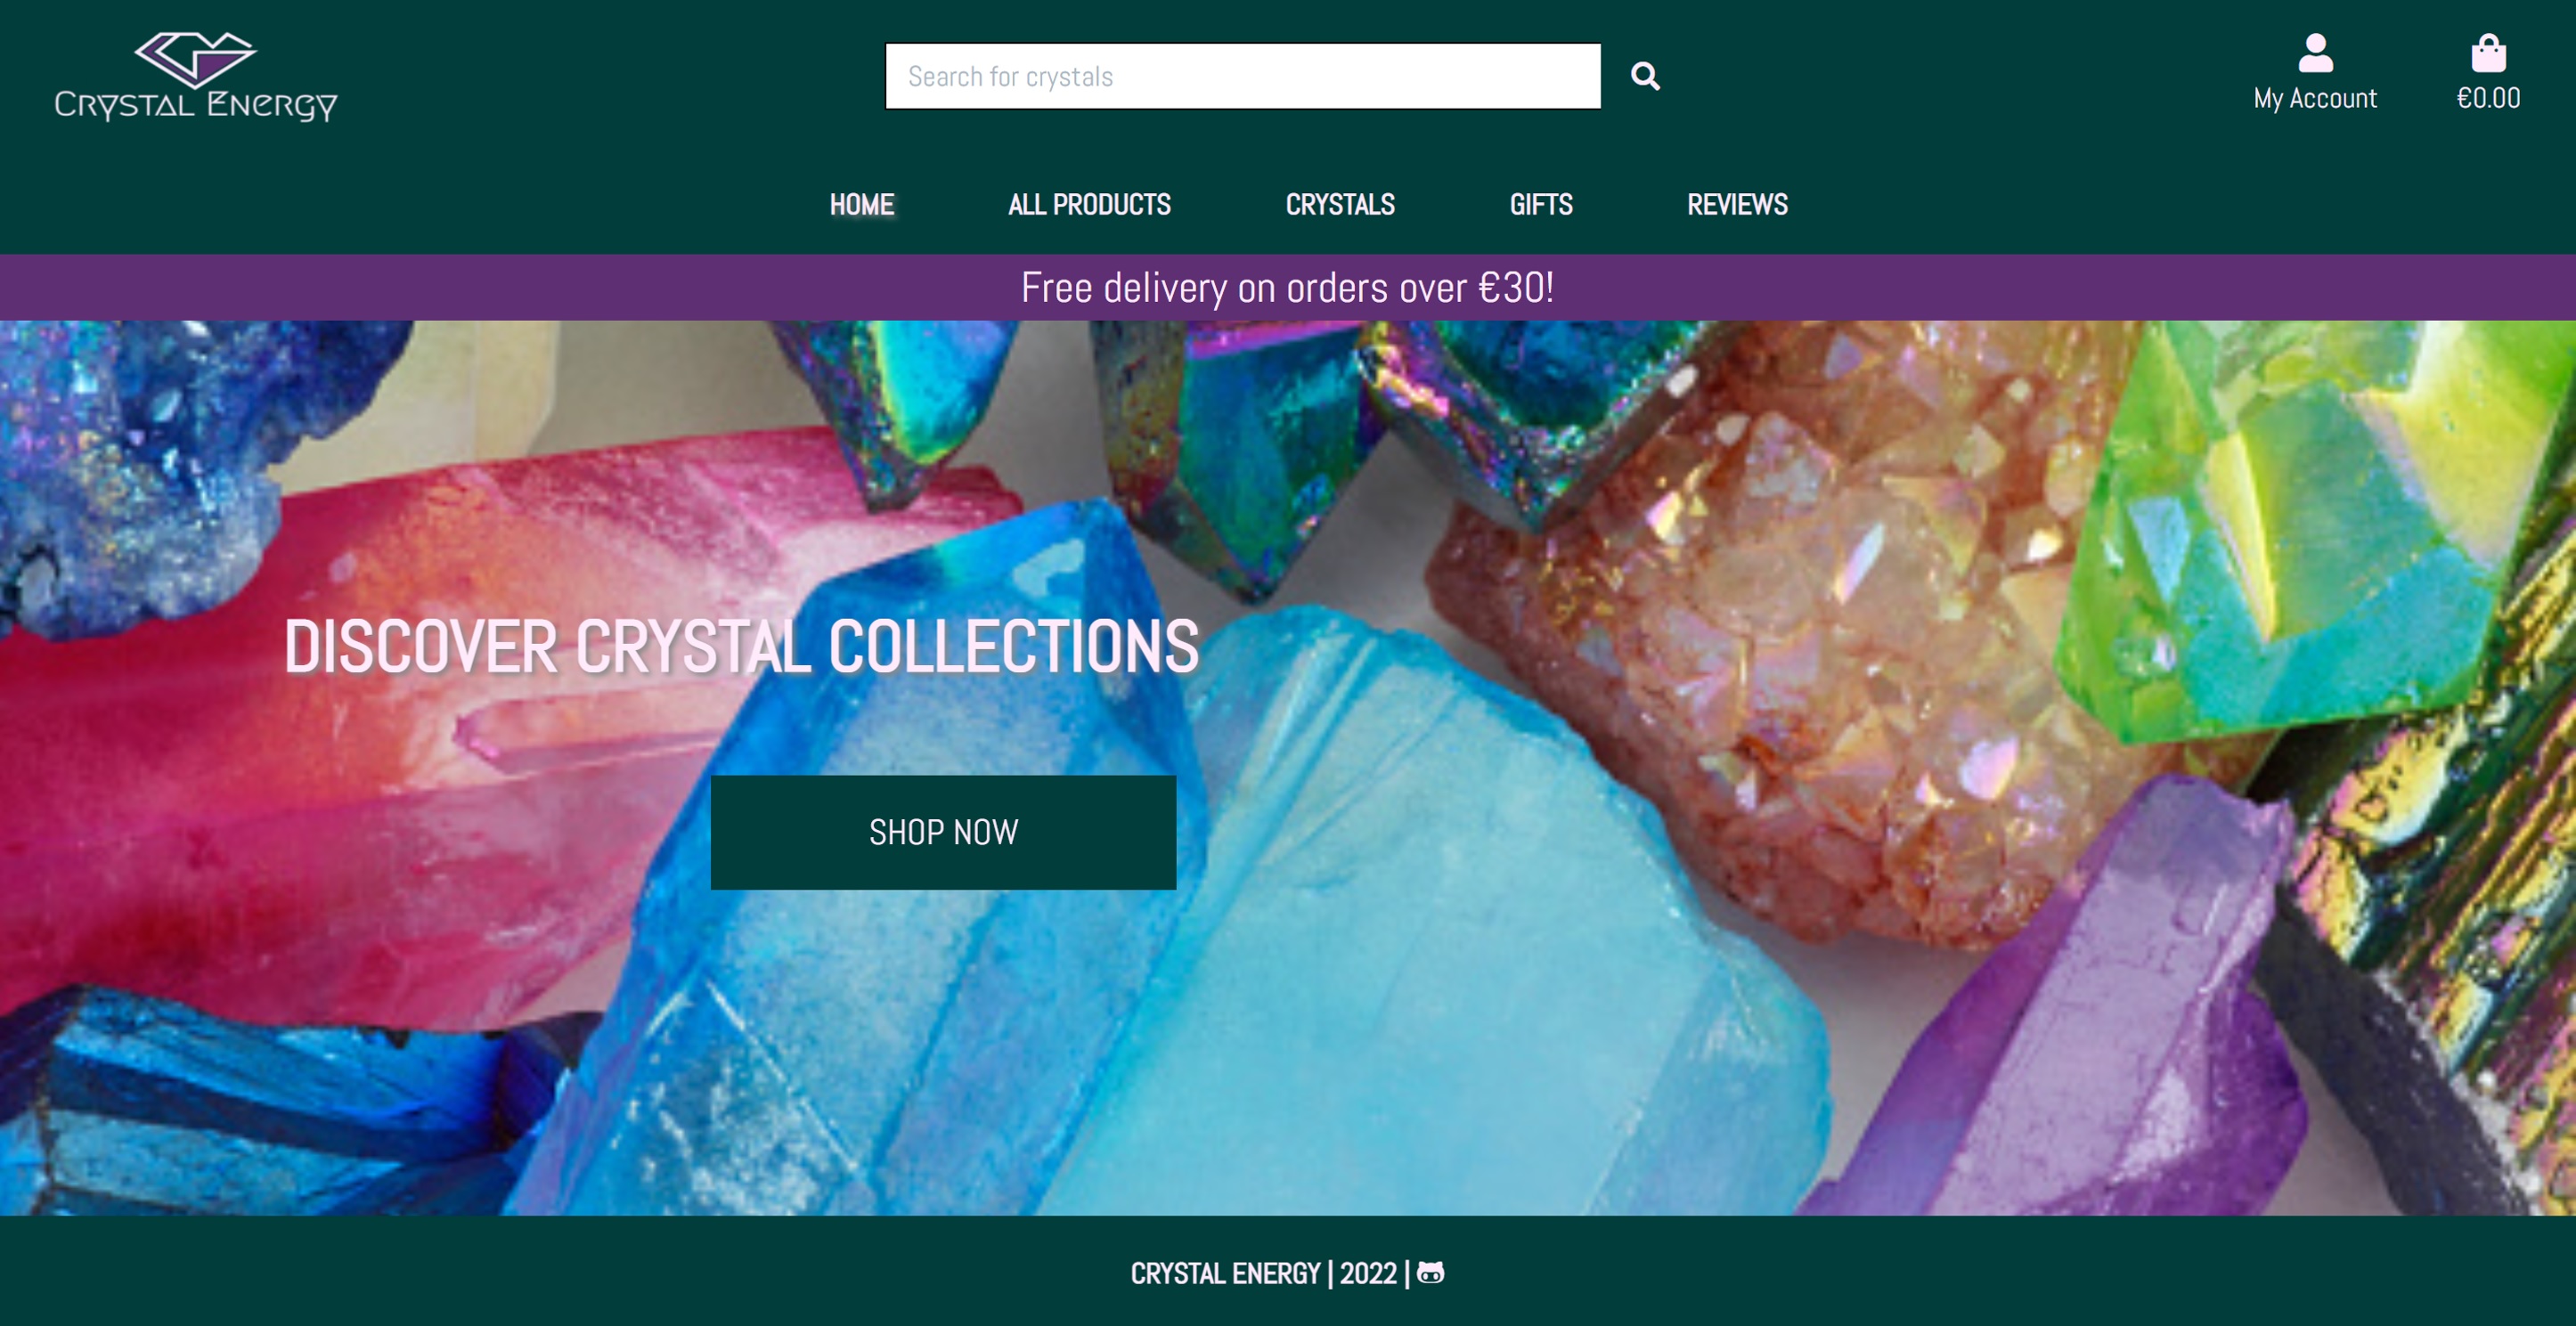 CRYSTAL ENERGY
Search for crystals
My Account
€0.00
HOME ALL PRODUCTS CRYSTALS GIFTS REVIEWS
Free delivery on orders over €30!
DISCOVER CRYSTAL COLLECTIONS
SHOP NOW
CRYSTAL ENERGY | 2022 |